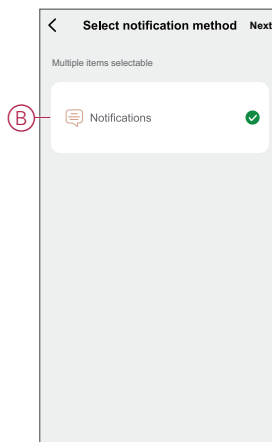 Select notification method Next
Multiple items selectable
B Notifications